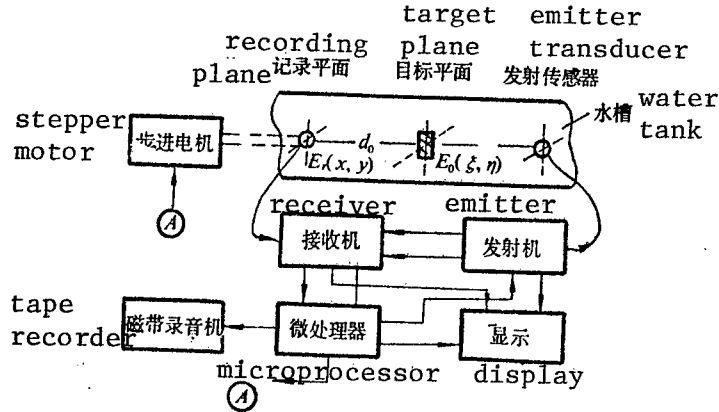 target
emitter
recording
plane
transducer
plane
记录平面
目标平面
发射传感器
水槽
water
tank
stepper
motor
步进电机
d₀
Eᵣ(x, y)
E₀(ξ, η)
A
receiver
emitter
接收机
发射机
tape
recorder
磁带录音机
微处理器
显示
microprocessor
display
A